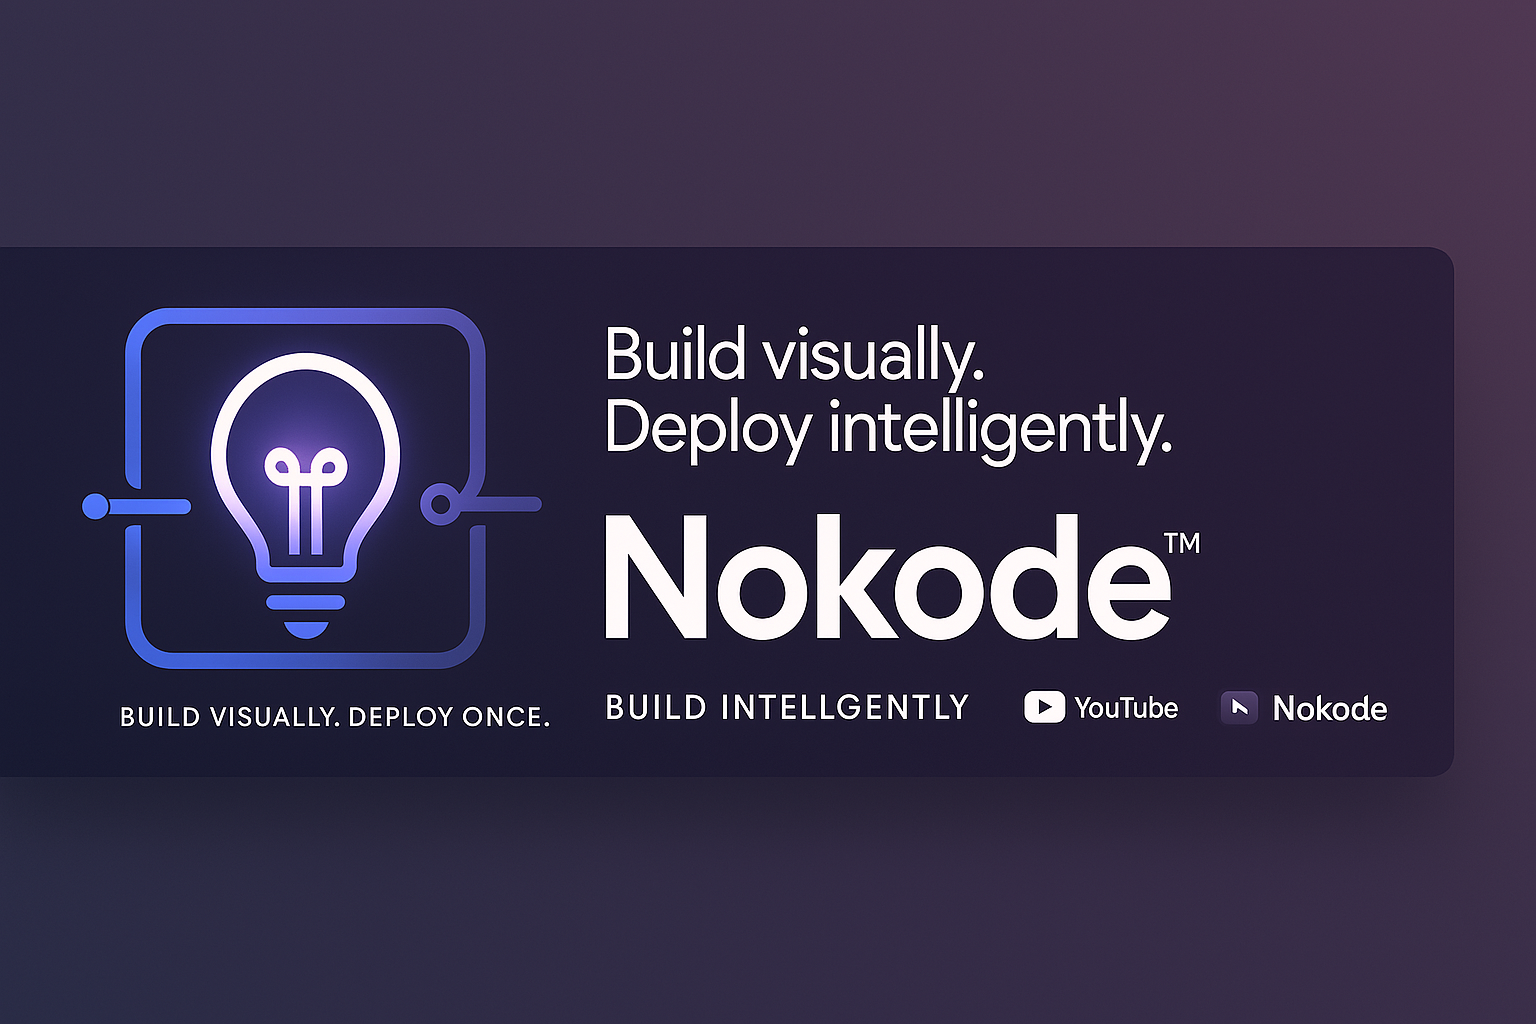 Build visually.
Deploy intelligently.
Nokode™
BUILD VISUALLY. DEPLOY ONCE.
BUILD INTELLGENTLY
YouTube
Nokode